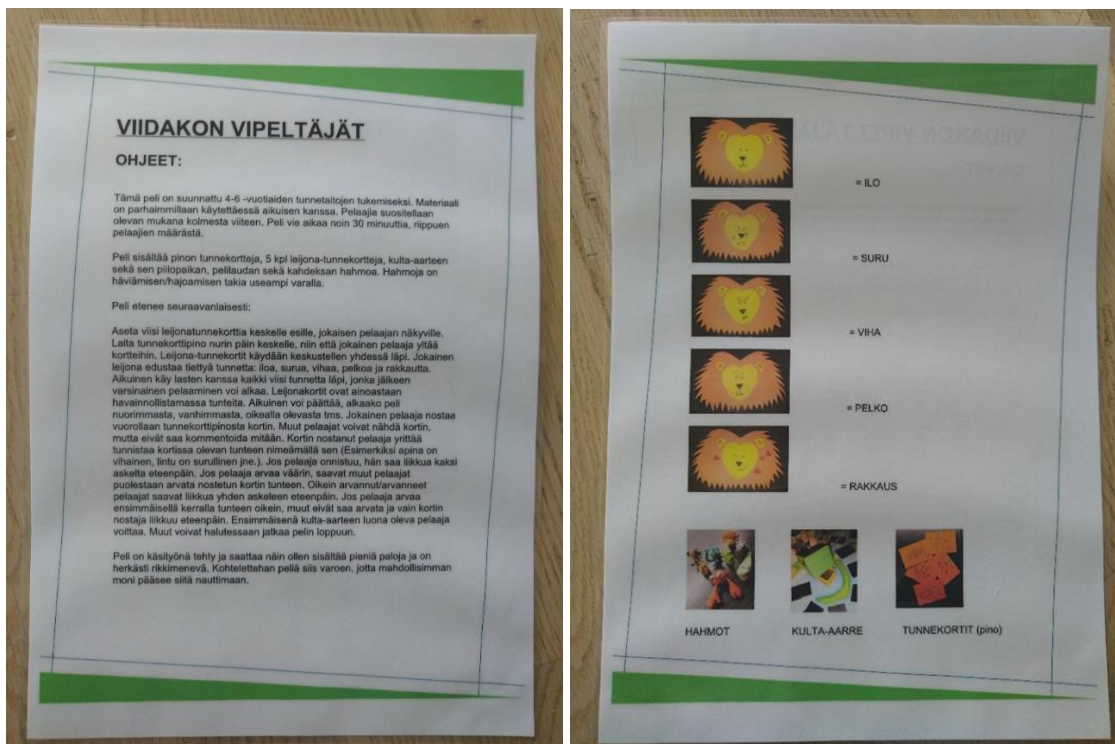 VIIDAKON VIPELTÄJÄT
OHJEET:
Tämä peli on suunnattu 4-6 -vuotiaiden tunnetaitojen tukemiseksi. Materiaali
on parhaimmillaan käytettäessä aikuisen kanssa. Pelaajia suositellaan
olevan mukana kolmesta viiteen. Peli vie aikaa noin 30 minuuttia, riippuen
pelaajien määrästä.
Peli sisältää pinon tunnekortteja, 5 kpl leijona-tunnekortteja, kulta-aarteen
sekä sen piilopaikan, pelilaudan sekä kahdeksan hahmoa. Hahmoja on
häviämisen/hajoamisen takia useampi varalla.
Peli etenee seuraavanlaisesti:
Aseta viisi leijonatunnekorttia keskelle esille, jokaisen pelaajan näkyville.
Laita tunnekorttipino nurin päin keskelle, niin että jokainen pelaaja yltää
kortteihin. Leijona-tunnekortit käydään keskustellen yhdessä läpi. Jokainen
leijona edustaa tiettyä tunnetta: iloa, surua, vihaa, pelkoa ja rakkautta.
Aikuinen käy lasten kanssa kaikki viisi tunnetta läpi, jonka jälkeen
varsinainen pelaaminen voi alkaa. Leijonakortit ovat ainoastaan
havainnollistamassa tunteita. Aikuinen voi päättää, alkaako peli
nuorimmasta, vanhimmasta, oikealla olevasta tms. Jokainen pelaaja nostaa
vuorollaan tunnekorttipinosta kortin. Muut pelaajat voivat nähdä kortin,
mutta eivät saa kommentoida mitään. Kortin nostanut pelaaja yrittää
tunnistaa kortissa olevan tunteen nimeämällä sen (Esimerkiksi apina on
vihainen, lintu on surullinen jne.). Jos pelaaja onnistuu, hän saa liikkua kaksi
askelta eteenpäin. Jos pelaaja arvaa väärin, saavat muut pelaajat
puolestaan arvata nostetun kortin tunteen. Oikein arvannut/arvanneet
pelaajat saavat liikkua yhden askeleen eteenpäin. Jos pelaaja arvaa
ensimmäisellä kerralla tunteen oikein, muut eivät saa arvata ja vain kortin
nostaja liikkuu eteenpäin. Ensimmäisenä kulta-aarteen luona oleva pelaaja
voittaa. Muut voivat halutessaan jatkaa pelin loppuun.
Peli on käsityönä tehty ja saattaa näin ollen sisältää pieniä paloja ja on
herkästi rikkimenevä. Kohtelettehan peliä siis varoen, jotta mahdollisimman
moni pääsee siitä nauttimaan.
= ILO
= SURU
= VIHA
= PELKO
= RAKKAUS
HAHMOT
KULTA-AARRE
TUNNEKORTIT (pino)